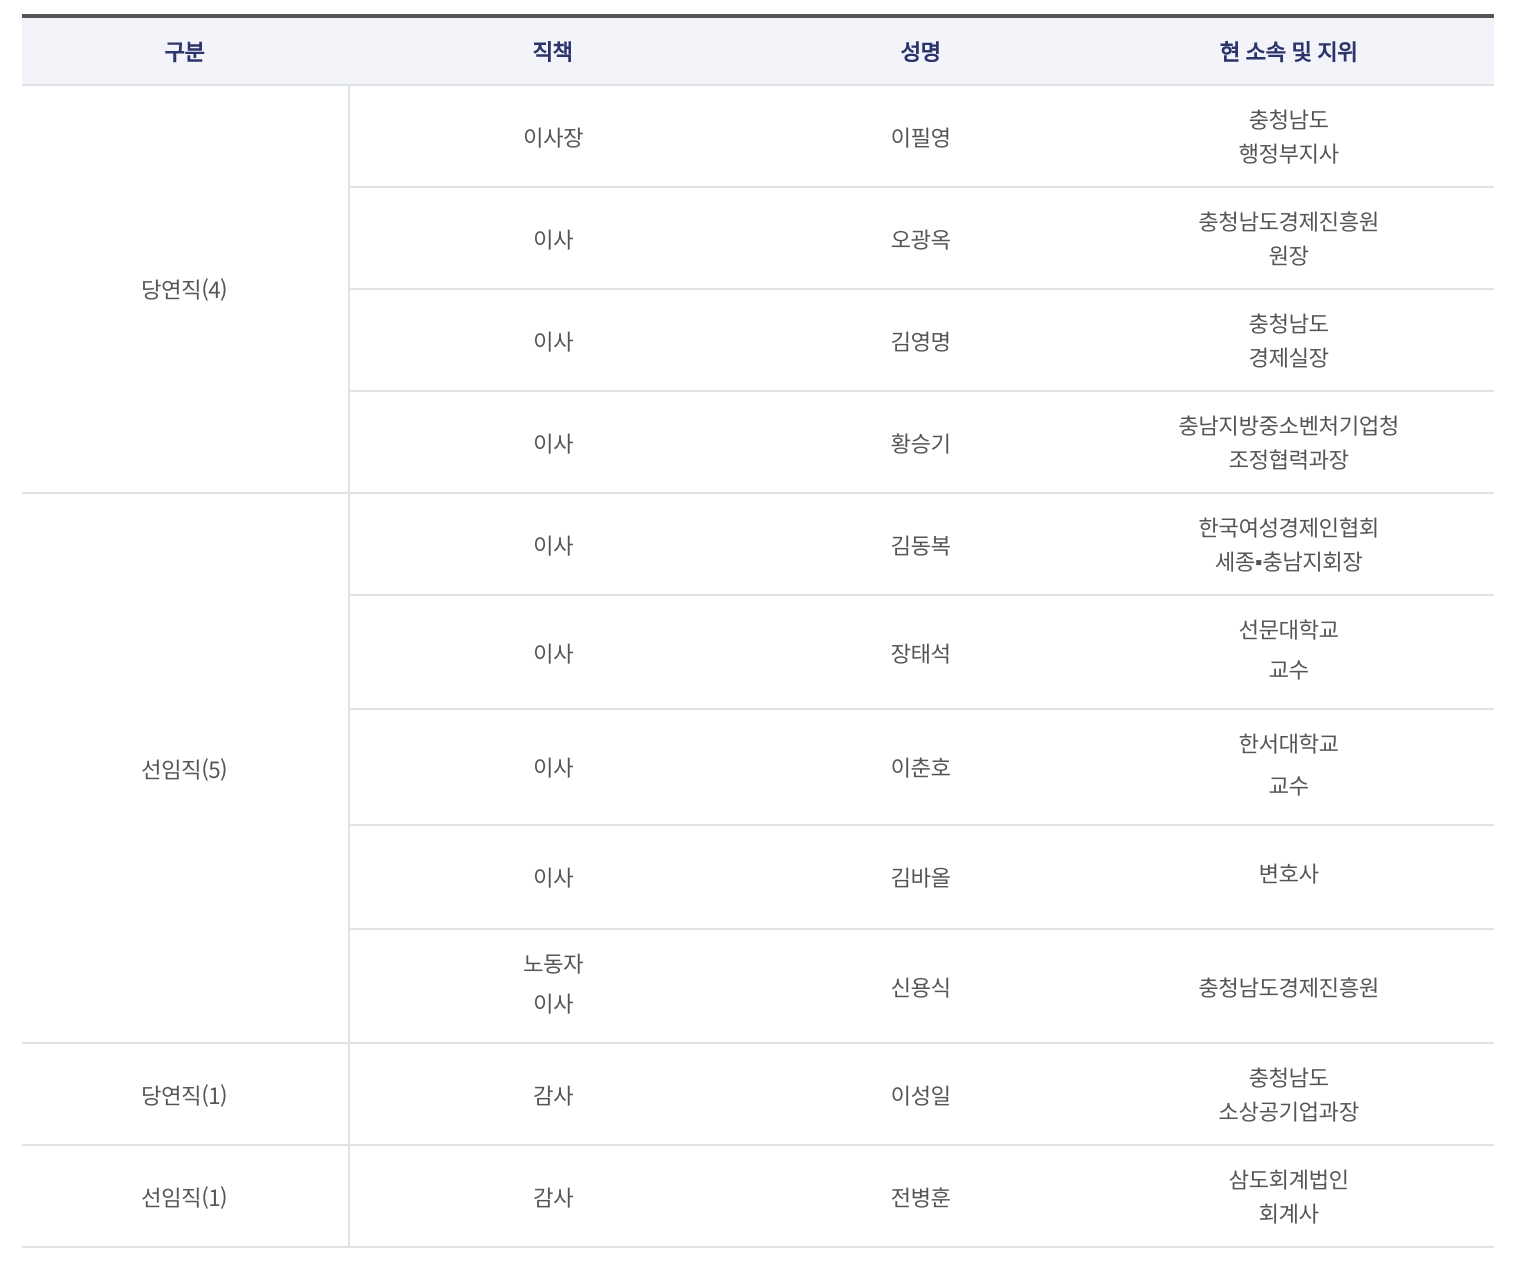 구분 직책 성명 현 소속 및 지위
당연직(4)
이사장 이필영 충청남도
행정부지사
이사 오광옥 충청남도경제진흥원
원장
이사 김영명 충청남도
경제실장
이사 황승기 충남지방중소벤처기업청
조정협력과장
선임직(5)
이사 김동복 한국여성경제인협회
세종▪충남지회장
이사 장태석 선문대학교
교수
이사 이춘호 한서대학교
교수
이사 김바올 변호사
노동자
이사 신용식 충청남도경제진흥원
당연직(1) 감사 이성일 충청남도
소상공기업과장
선임직(1) 감사 전병훈 삼도회계법인
회계사